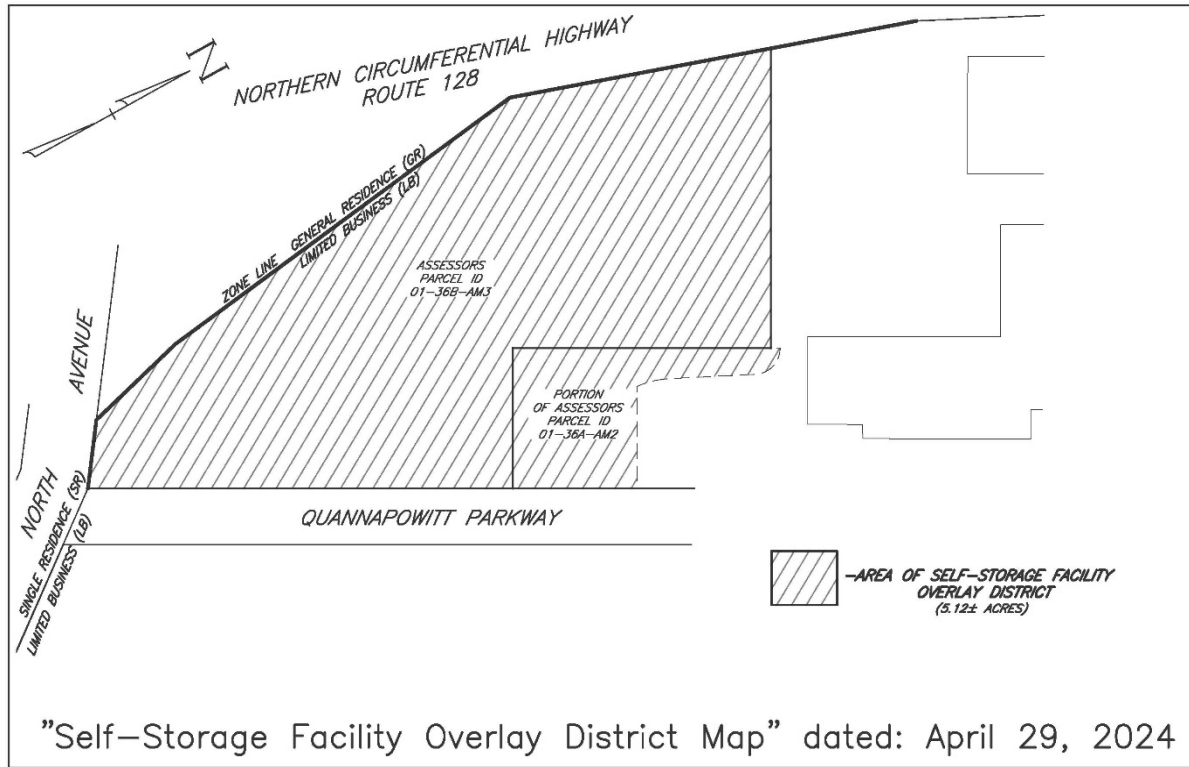 N
NORTHERN CIRCUMFERENTIAL HIGHWAY
ROUTE 128
ZONE LINE GENERAL RESIDENCE (GR)
LIMITED BUSINESS (LB)
ASSESSORS
PARCEL ID
01-36B-AM3
NORTH AVENUE
PORTION
OF ASSESSORS
PARCEL ID
01-36A-AM2
SINGLE RESIDENCE (SR)
LIMITED BUSINESS (LB)
QUANNAPOWITT PARKWAY
-AREA OF SELF-STORAGE FACILITY
OVERLAY DISTRICT
(5.12± ACRES)
"Self-Storage Facility Overlay District Map" dated: April 29, 2024